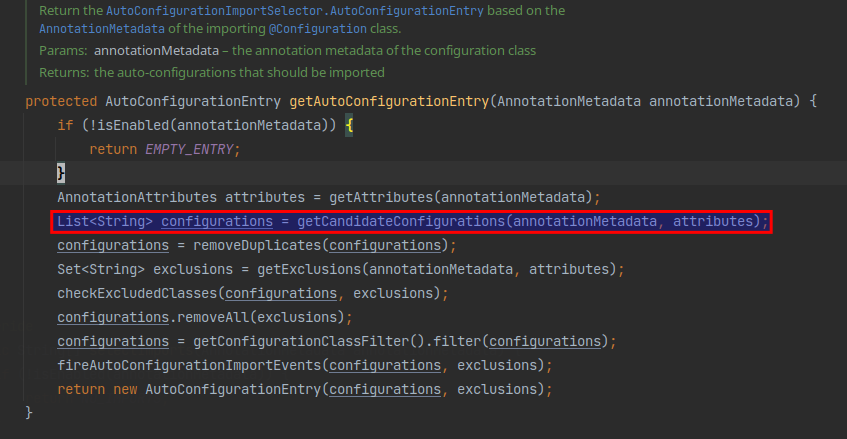 Return the AutoConfigurationImportSelector.AutoConfigurationEntry based on the
AnnotationMetadata of the importing @Configuration class.
Params: annotationMetadata – the annotation metadata of the configuration class
Returns: the auto-configurations that should be imported
protected AutoConfigurationEntry getAutoConfigurationEntry(AnnotationMetadata annotationMetadata) {
    if (!isEnabled(annotationMetadata)) {
        return EMPTY_ENTRY;
    }
    AnnotationAttributes attributes = getAttributes(annotationMetadata);
    List<String> configurations = getCandidateConfigurations(annotationMetadata, attributes);
    configurations = removeDuplicates(configurations);
    Set<String> exclusions = getExclusions(annotationMetadata, attributes);
    checkExcludedClasses(configurations, exclusions);
    configurations.removeAll(exclusions);
    configurations = getConfigurationClassFilter().filter(configurations);
    fireAutoConfigurationImportEvents(configurations, exclusions);
    return new AutoConfigurationEntry(configurations, exclusions);
}